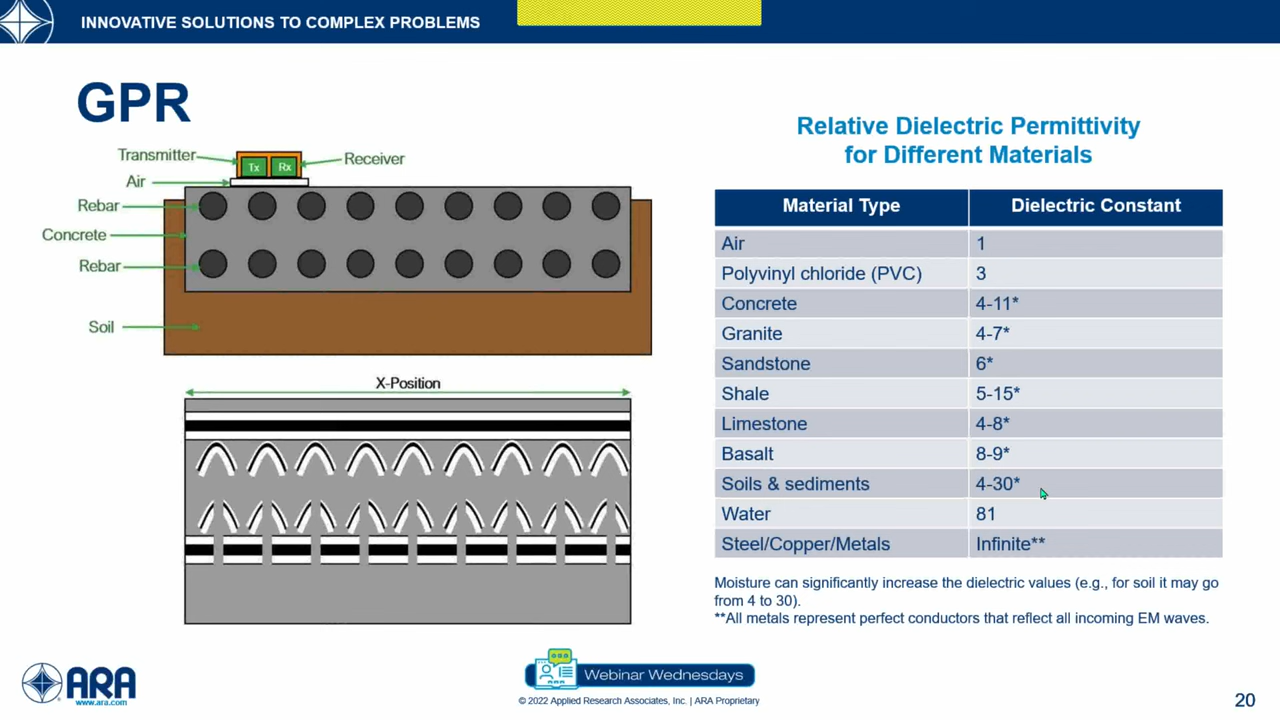 INNOVATIVE SOLUTIONS TO COMPLEX PROBLEMS
GPR
Transmitter
Tx
Rx
Receiver
Air
Rebar
Concrete
Rebar
Soil
X-Position
Relative Dielectric Permittivity
for Different Materials
Material Type Dielectric Constant
Air 1
Polyvinyl chloride (PVC) 3
Concrete 4-11*
Granite 4-7*
Sandstone 6*
Shale 5-15*
Limestone 4-8*
Basalt 8-9*
Soils & sediments 4-30*
Water 81
Steel/Copper/Metals Infinite**
Moisture can significantly increase the dielectric values (e.g., for soil it may go
from 4 to 30).
**All metals represent perfect conductors that reflect all incoming EM waves.
ARA
www.ara.com
Webinar Wednesdays
© 2022 Applied Research Associates, Inc. | ARA Proprietary
20